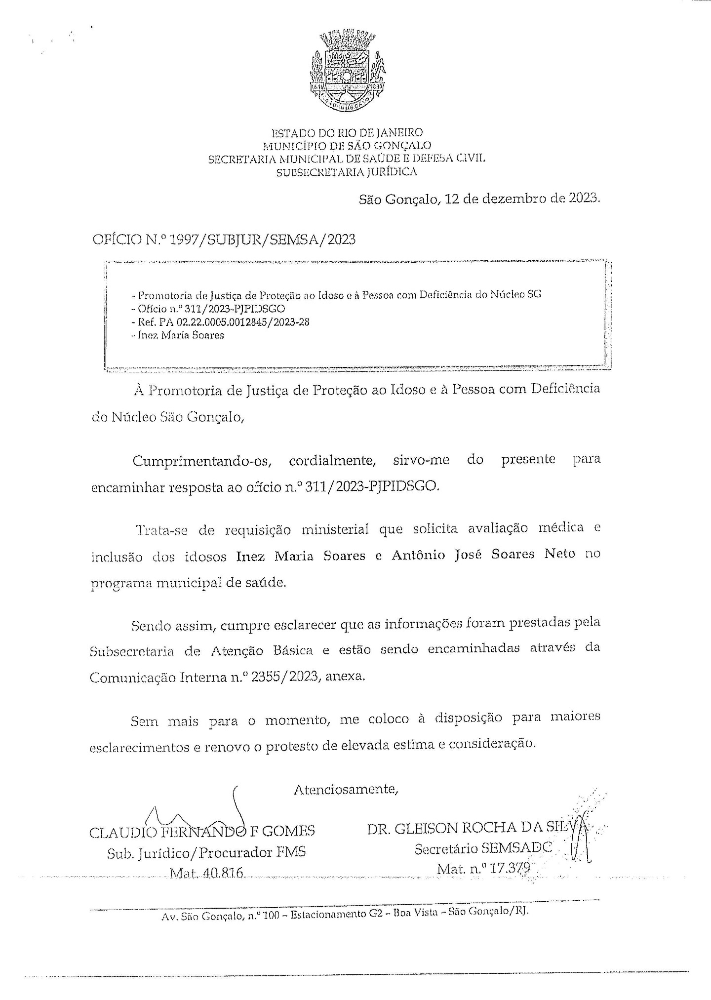 1890
SÃO GONÇALO
ESTADO DO RIO DE JANEIRO
MUNICÍPIO DE SÃO GONÇALO
SECRETARIA MUNICIPAL DE SAÚDE E DEFESA CIVIL
SUBSECRETARIA JURÍDICA
São Gonçalo, 12 de dezembro de 2023.
OFÍCIO N.º 1997/SUBJUR/SEMSA/2023
- Promotoria de Justiça de Proteção ao Idoso e à Pessoa com Deficiência do Núcleo SG
- Ofício n.º 311/2023-PJPIDSGO
- Ref. PA 02.22.0005.0012845/2023-28
- Inez Maria Soares
À Promotoria de Justiça de Proteção ao Idoso e à Pessoa com Deficiência
do Núcleo São Gonçalo,
Cumprimentando-os, cordialmente, sirvo-me do presente para
encaminhar resposta ao ofício n.º 311/2023-PJPIDSGO.
Trata-se de requisição ministerial que solicita avaliação médica e
inclusão dos idosos Inez Maria Soares e Antônio José Soares Neto no
programa municipal de saúde.
Sendo assim, cumpre esclarecer que as informações foram prestadas pela
Subsecretaria de Atenção Básica e estão sendo encaminhadas através da
Comunicação Interna n.º 2355/2023, anexa.
Sem mais para o momento, me coloco à disposição para maiores
esclarecimentos e renovo o protesto de elevada estima e consideração.
Atenciosamente,
CLAUDIO FERNANDO F GOMES
Sub. Jurídico/Procurador FMS
Mat. 40.816
DR. GLEISON ROCHA DA SILVA
Secretário SEMSADC
Mat. n.º 17.379
Av. São Gonçalo, n.º 100 – Estacionamento G2 – Boa Vista – São Gonçalo/RJ.